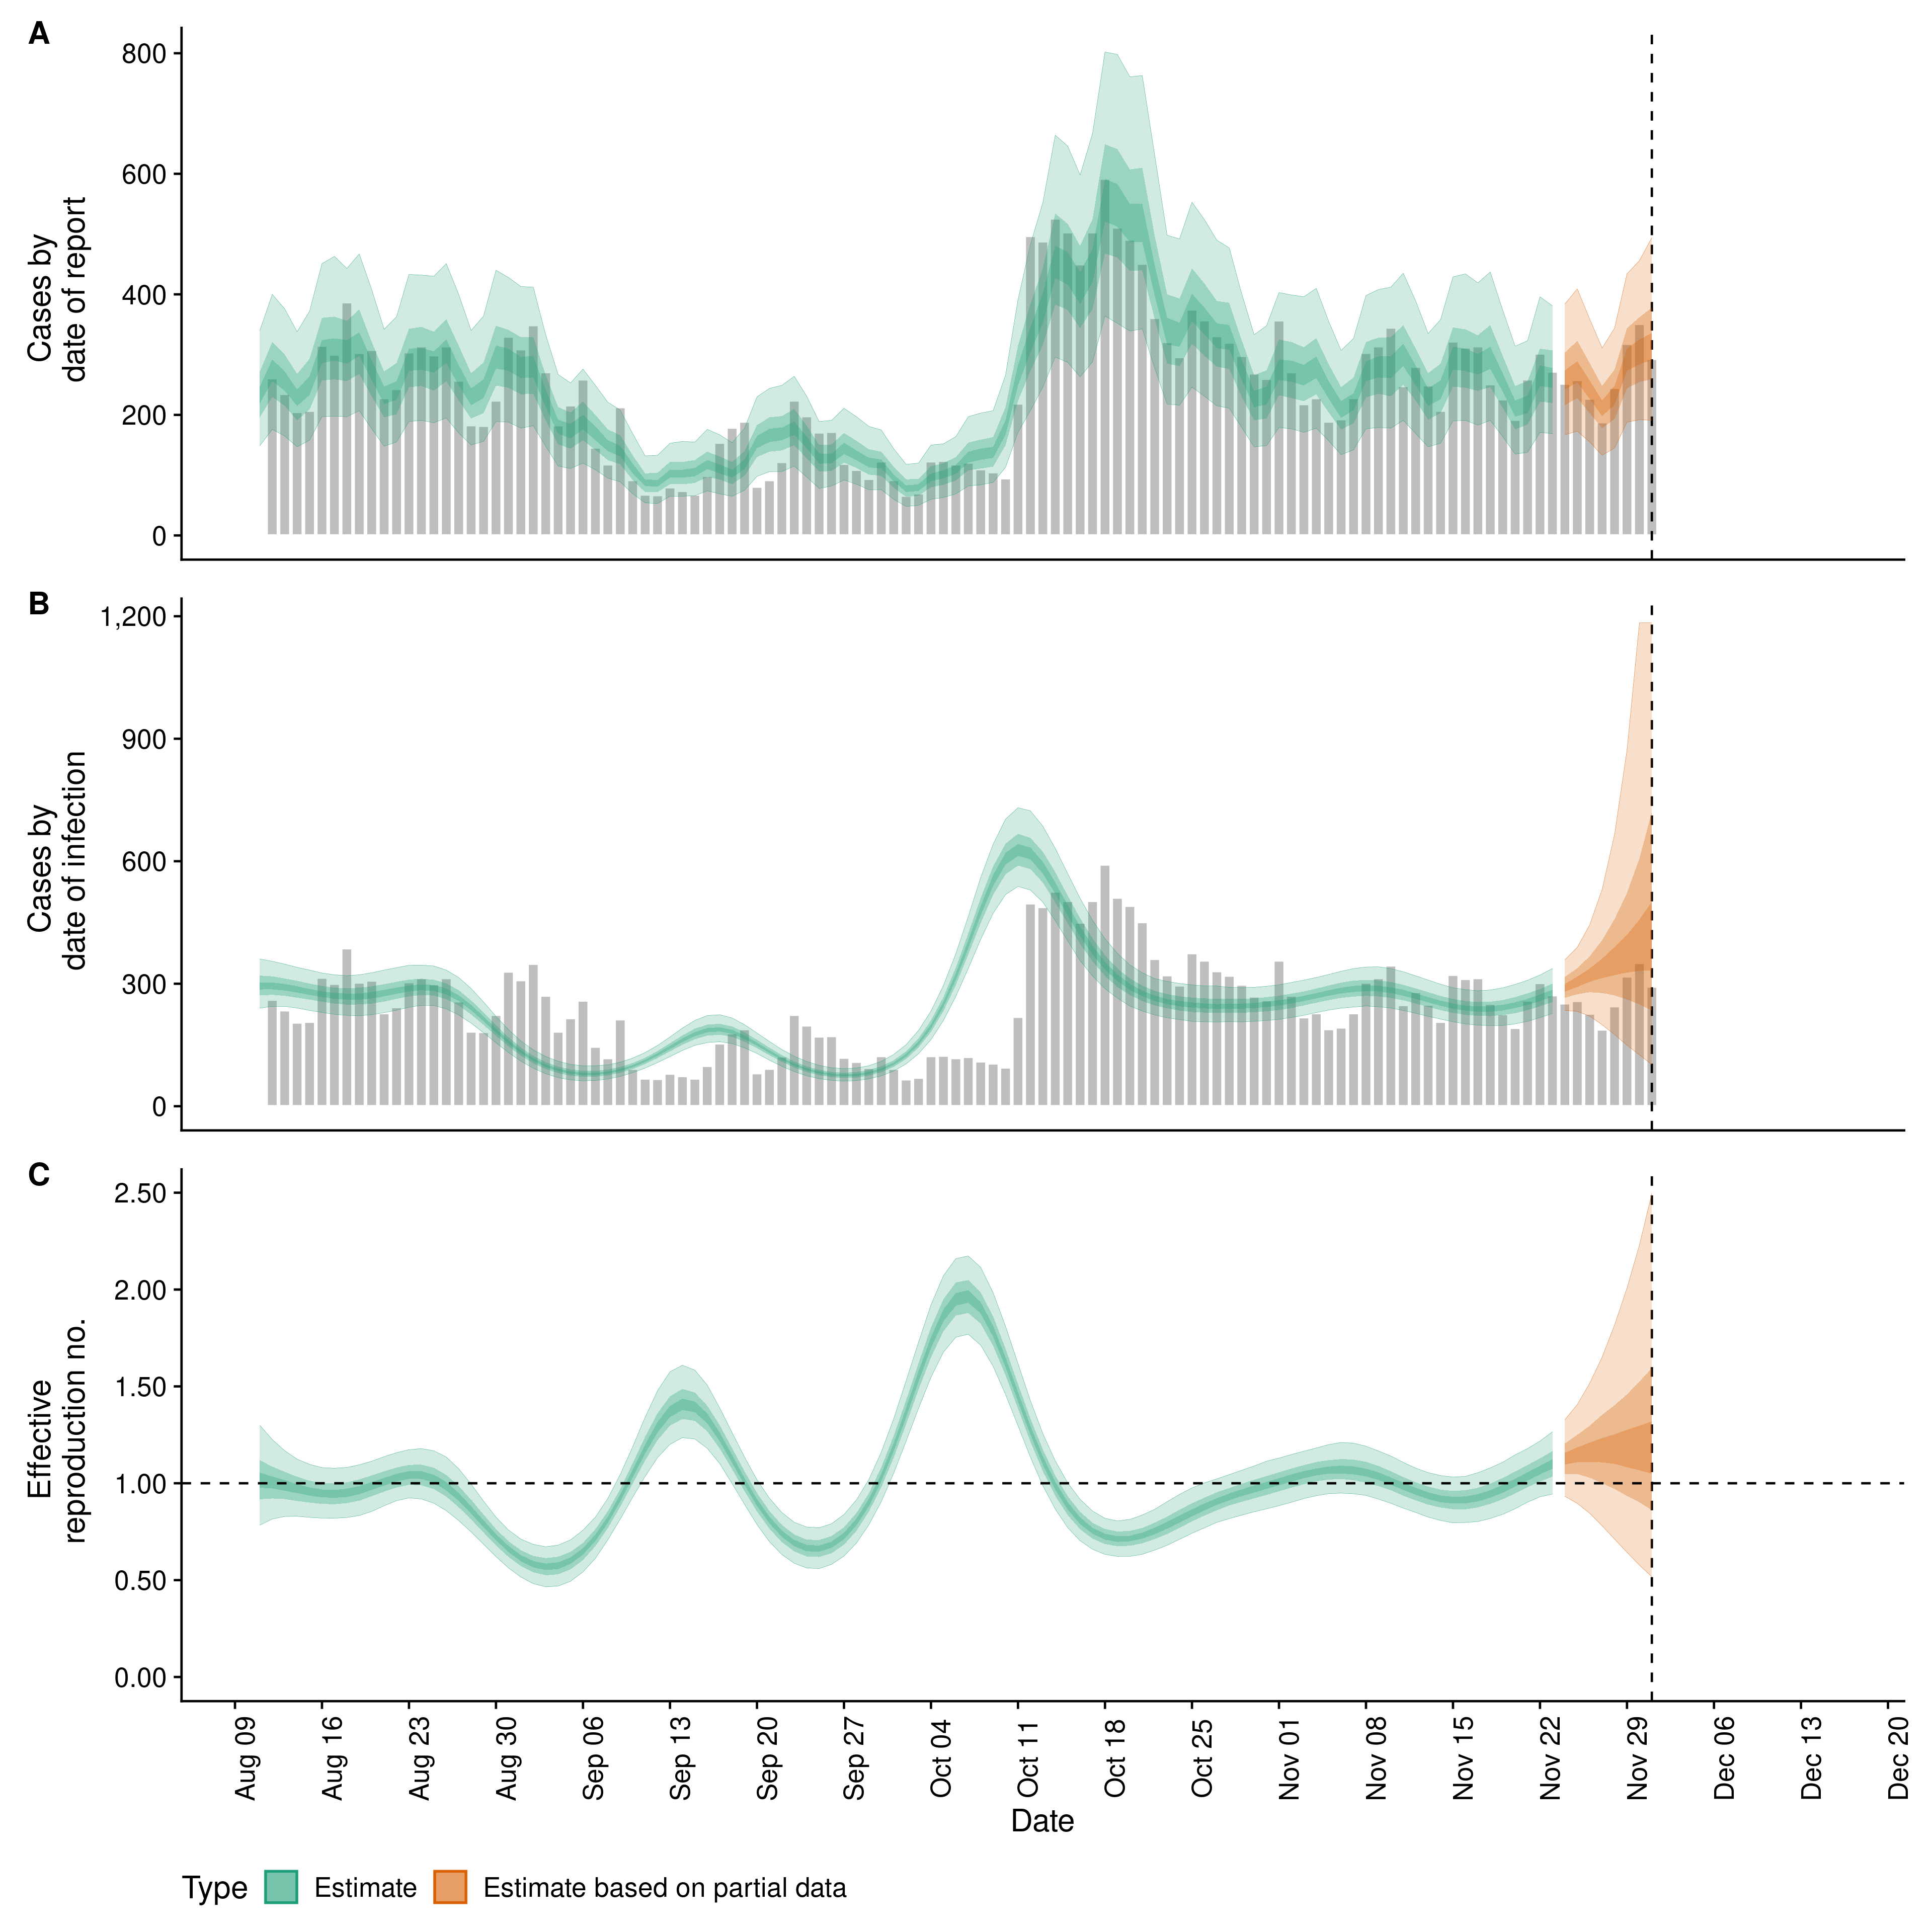 A
800
600
400
200
0
Cases by
date of report
B
1,200
900
600
300
0
Cases by
date of infection
C
2.50
2.00
1.50
1.00
0.50
0.00
Effective
reproduction no.
Aug 09
Aug 16
Aug 23
Aug 30
Sep 06
Sep 13
Sep 20
Sep 27
Oct 04
Oct 11
Oct 18
Oct 25
Nov 01
Nov 08
Nov 15
Nov 22
Nov 29
Dec 06
Dec 13
Dec 20
Date
Type Estimate Estimate based on partial data